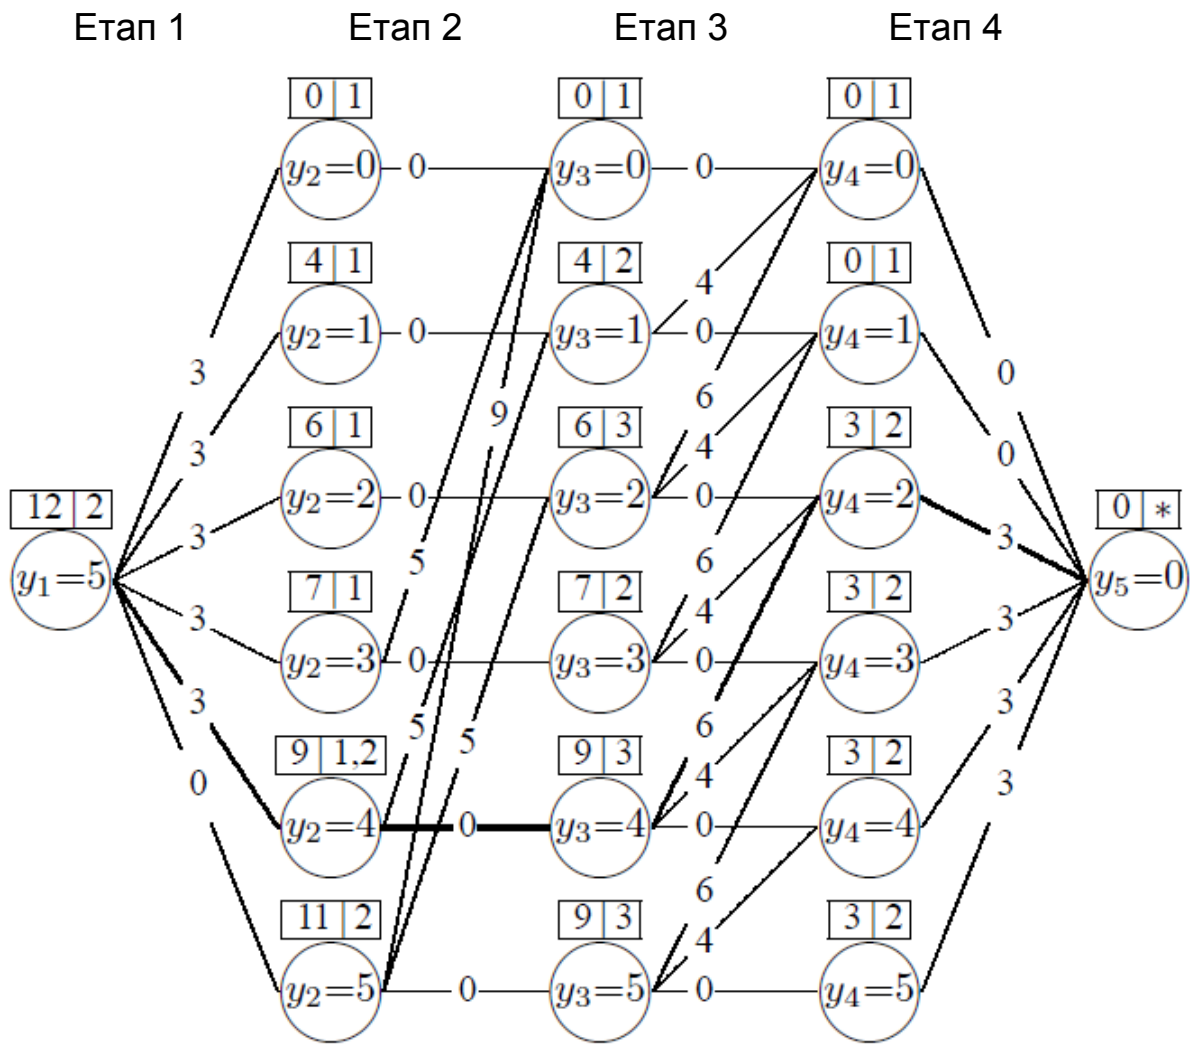 Етап 1 Етап 2 Етап 3 Етап 4
0 | 1 0 | 1 0 | 1
y₂=0 0 y₃=0 0 y₄=0
4 | 1 4 | 2 0 | 1
4
y₂=1 0 y₃=1 0 y₄=1
3 0
6
9
6 | 1 6 | 3 3 | 2
3 4 0
y₂=2 0 y₃=2 0 y₄=2
12 | 2 0 | *
3 3
5 6
7 | 1 7 | 2 3 | 2
y₁=5 y₅=0
3 4 3
y₂=3 0 y₃=3 0 y₄=3
3 3
5 5 6
9 | 1,2 9 | 3 3 | 2
0 4 3
y₂=4 0 y₃=4 0 y₄=4
6
11 | 2 9 | 3 3 | 2
4
y₂=5 0 y₃=5 0 y₄=5